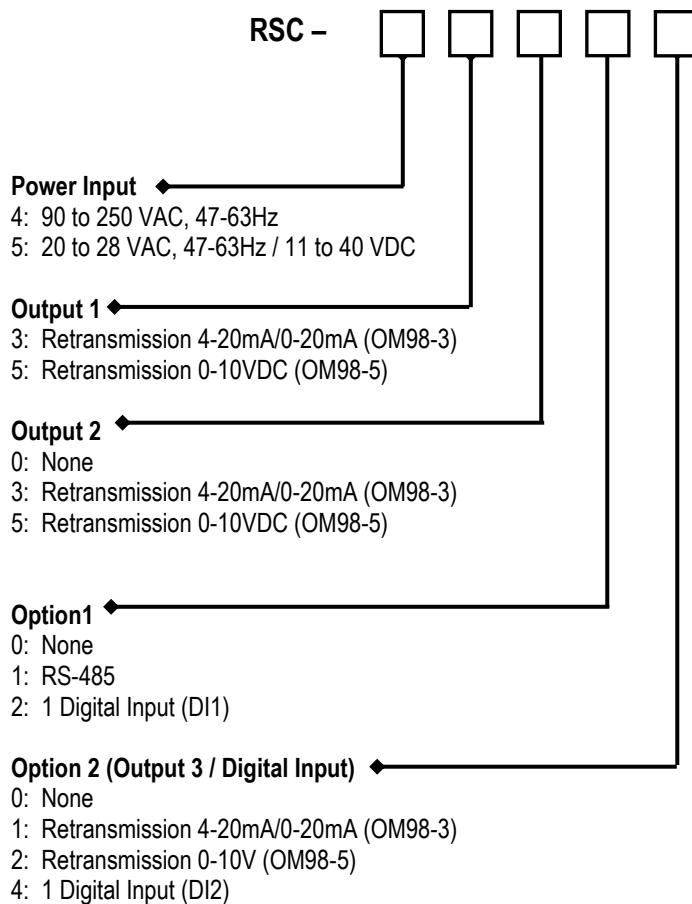 RSC –
Power Input
4: 90 to 250 VAC, 47-63Hz
5: 20 to 28 VAC, 47-63Hz / 11 to 40 VDC
Output 1
3: Retransmission 4-20mA/0-20mA (OM98-3)
5: Retransmission 0-10VDC (OM98-5)
Output 2
0: None
3: Retransmission 4-20mA/0-20mA (OM98-3)
5: Retransmission 0-10VDC (OM98-5)
Option1
0: None
1: RS-485
2: 1 Digital Input (DI1)
Option 2 (Output 3 / Digital Input)
0: None
1: Retransmission 4-20mA/0-20mA (OM98-3)
2: Retransmission 0-10V (OM98-5)
4: 1 Digital Input (DI2)